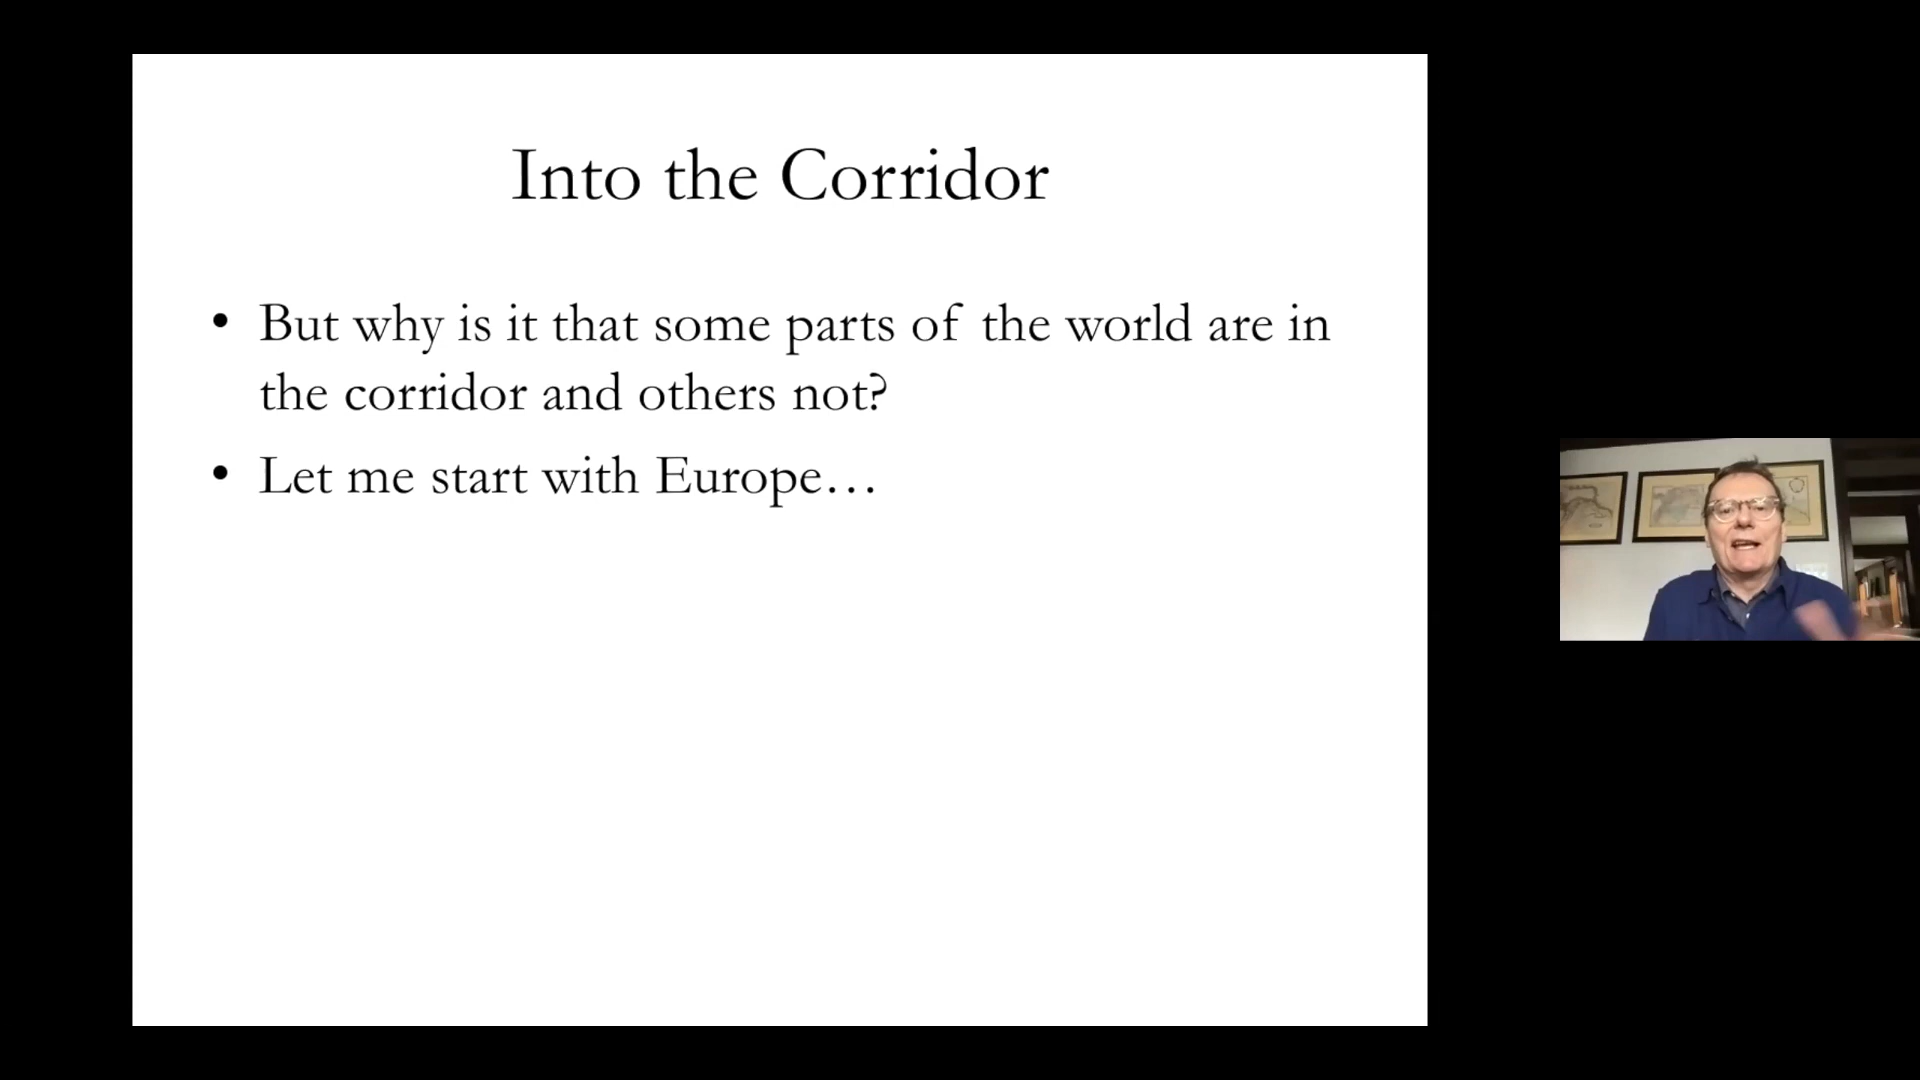 Into the Corridor
• But why is it that some parts of the world are in
the corridor and others not?
• Let me start with Europe…